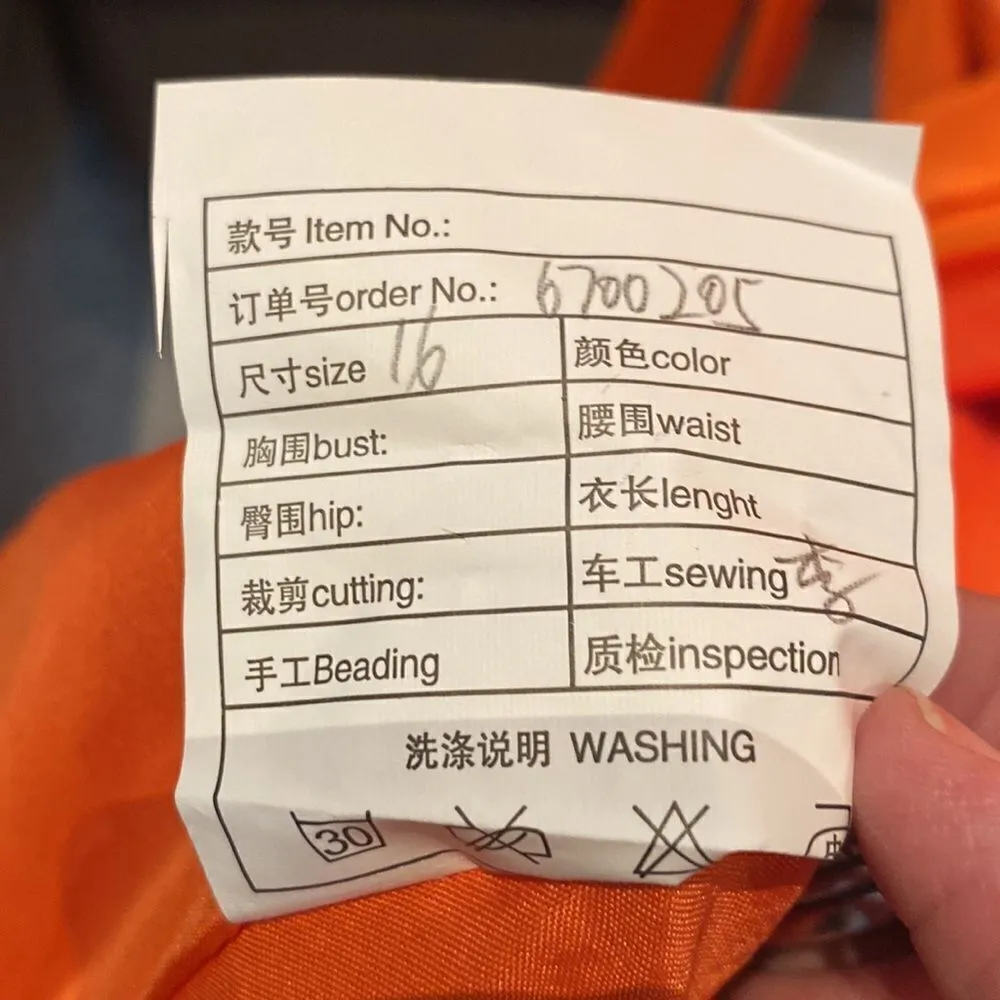 款号 Item No.:
订单号order No.: 6700205
尺寸size 16
颜色color
胸围bust:
腰围waist
臀围hip:
衣长lenght
裁剪cutting:
车工sewing
手工Beading
质检inspection
洗涤说明 WASHING
30